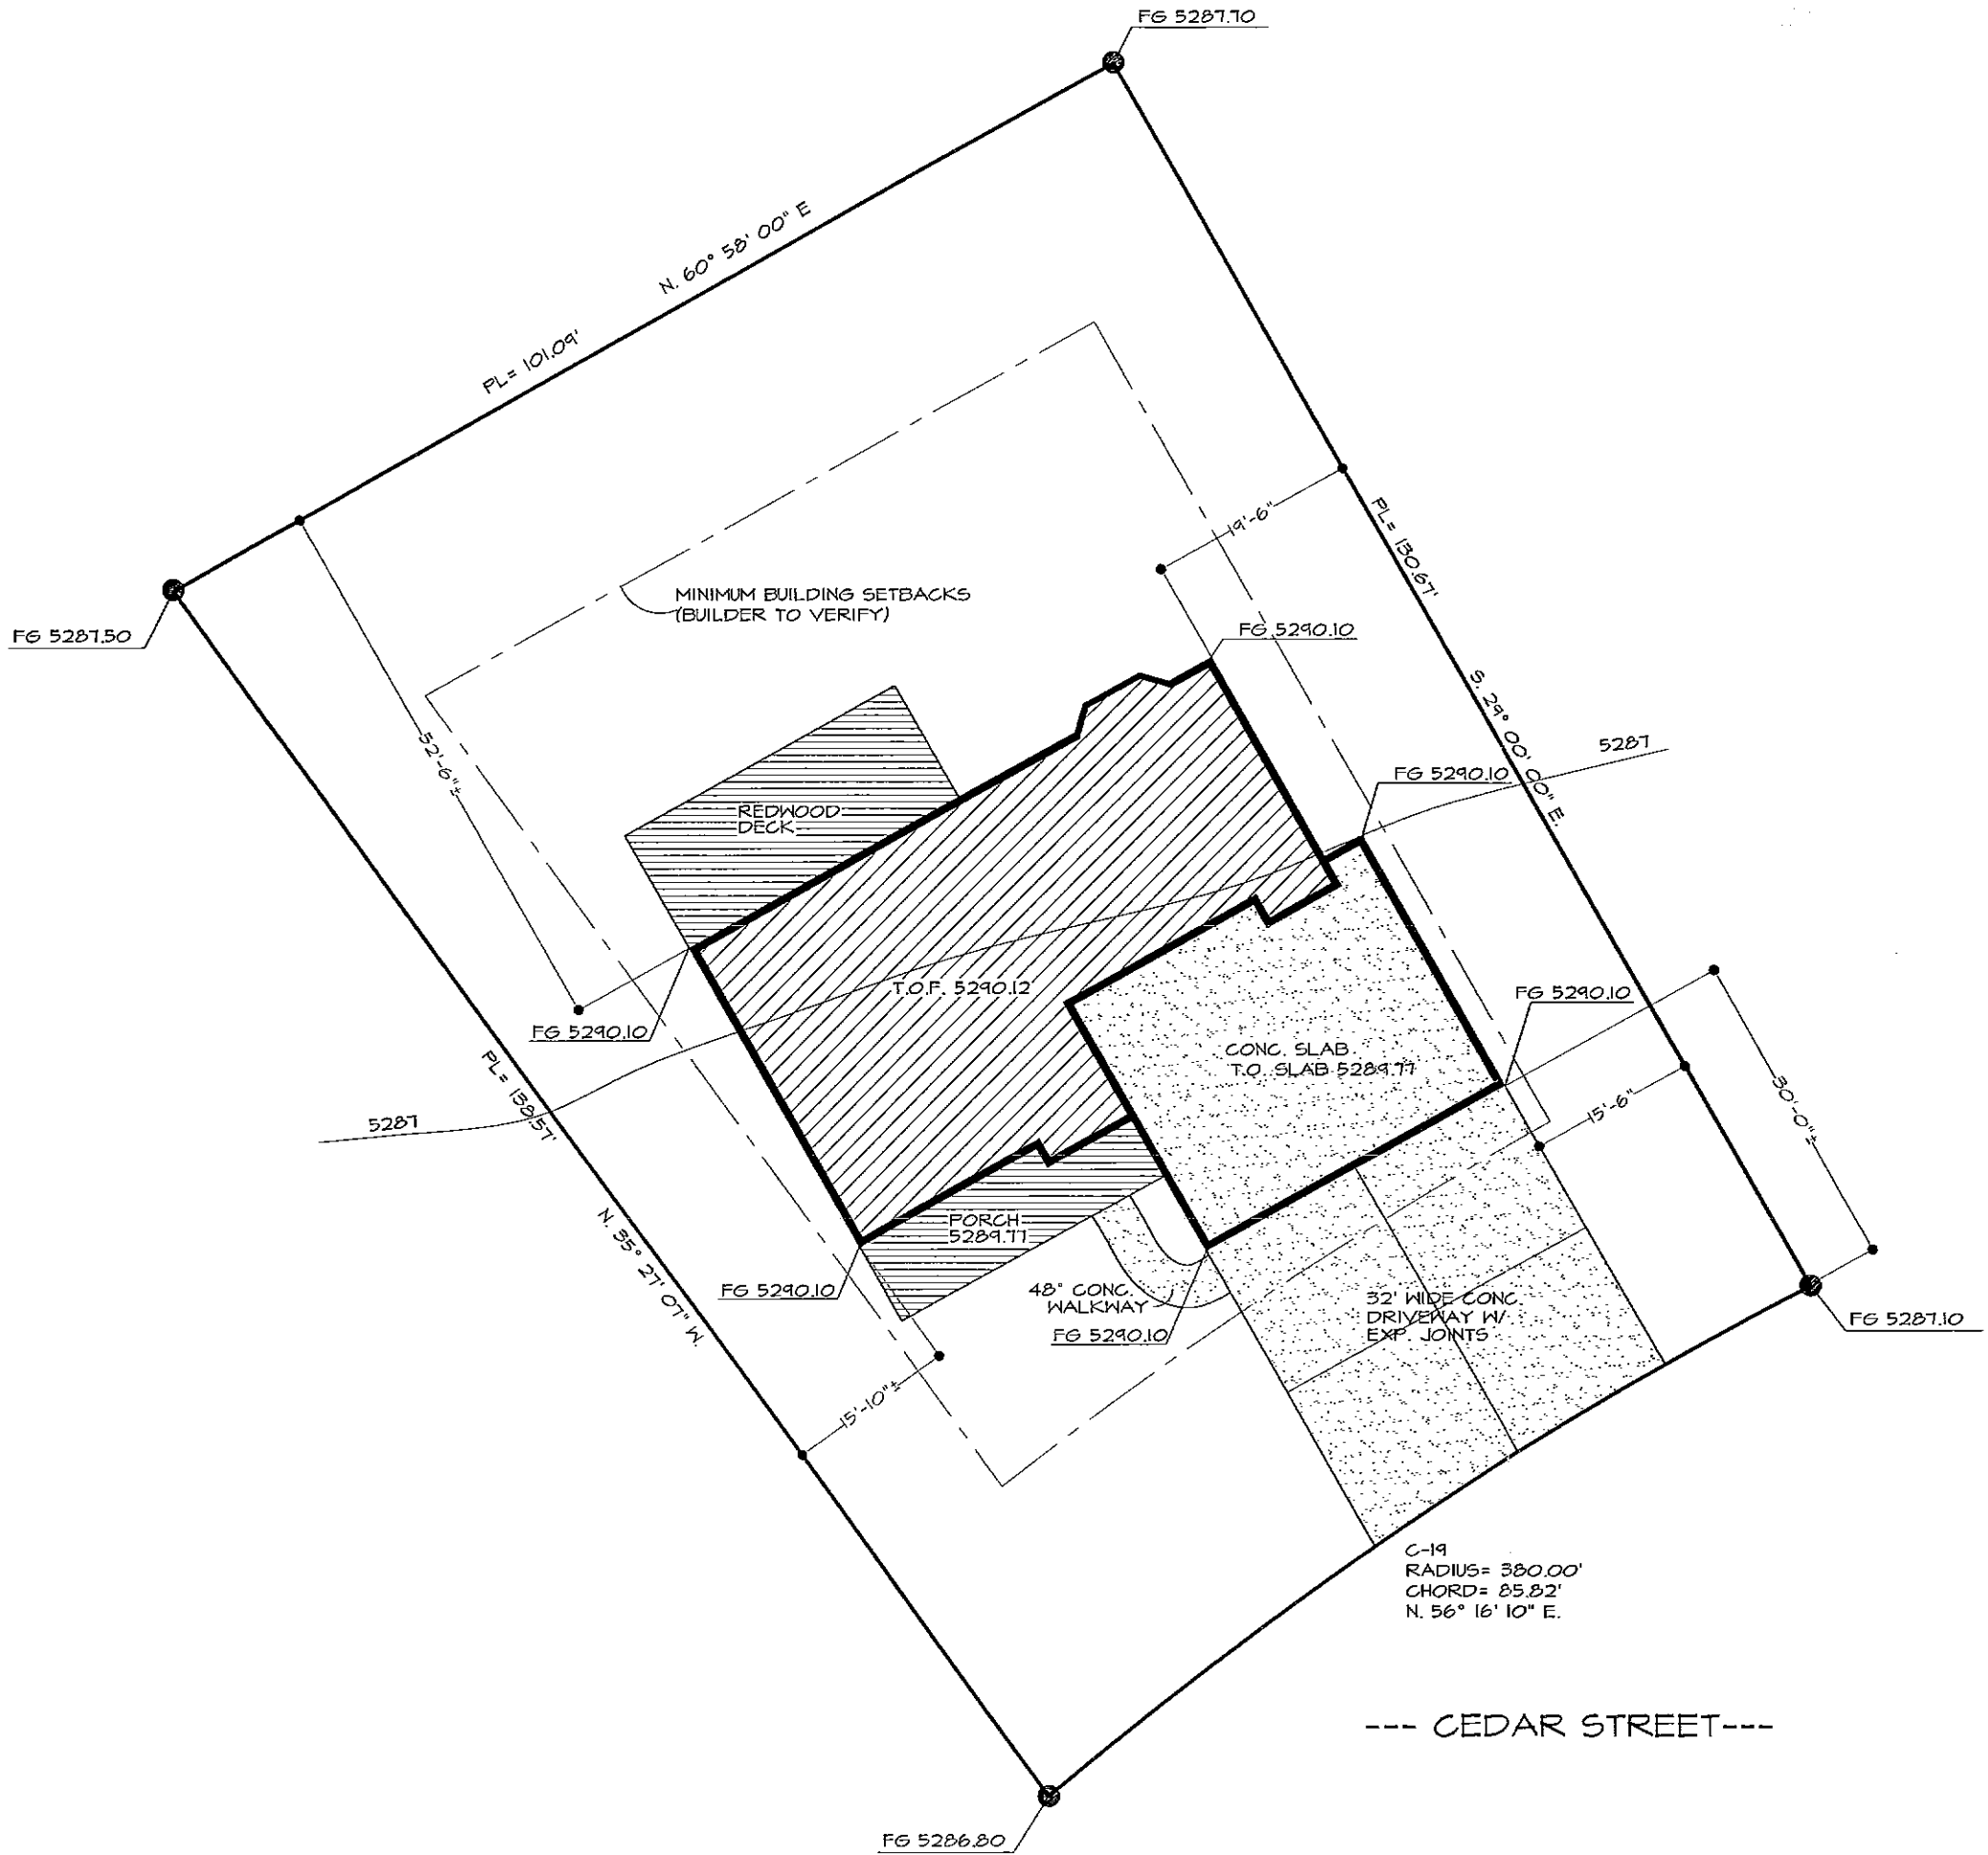 FG 5287.70
N. 60° 58' 00" E
PL= 101.09'
19'-6"
PL= 130.67'
MINIMUM BUILDING SETBACKS
(BUILDER TO VERIFY)
FG 5287.50
FG 5290.10
S. 29° 00' 00" E.
5287
52'-6"±
FG 5290.10
REDWOOD
DECK
T.O.F. 5290.12
FG 5290.10
FG 5290.10
CONC. SLAB
T.O. SLAB 5289.77
PL= 138.57'
30'-0"±
15'-6"
5287
N. 35° 27' 07" W.
PORCH
5289.77
FG 5290.10
48" CONC.
WALKWAY
32' WIDE CONC.
DRIVEWAY W/
EXP. JOINTS
FG 5290.10
FG 5287.10
15'-10"±
C-19
RADIUS= 380.00'
CHORD= 85.82'
N. 56° 16' 10" E.
--- CEDAR STREET---
FG 5286.80